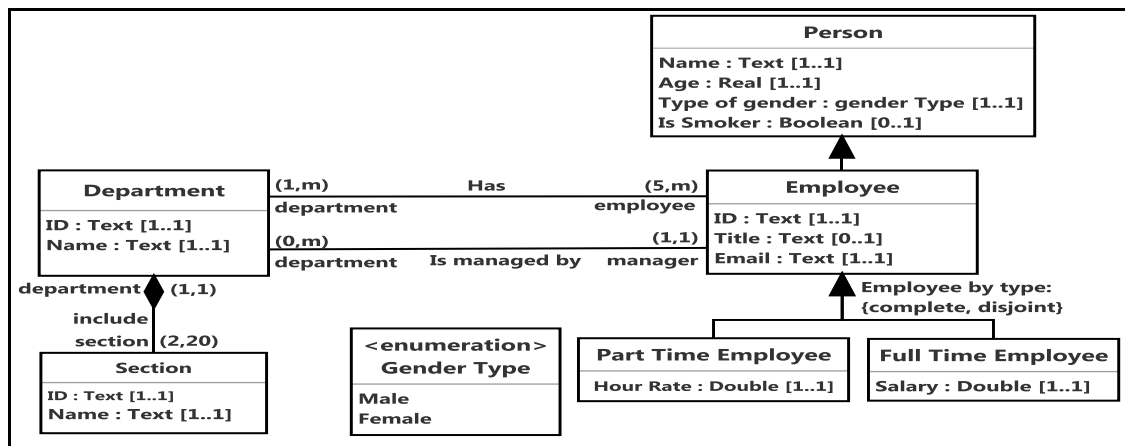 Person
Name : Text [1..1]
Age : Real [1..1]
Type of gender : gender Type [1..1]
Is Smoker : Boolean [0..1]
Department
ID : Text [1..1]
Name : Text [1..1]
(1,m) Has (5,m)
department employee
(0,m) (1,1)
department Is managed by manager
Employee
ID : Text [1..1]
Title : Text [0..1]
Email : Text [1..1]
department (1,1)
include
section (2,20)
Employee by type:
{complete, disjoint}
Section
ID : Text [1..1]
Name : Text [1..1]
<enumeration>
Gender Type
Male
Female
Part Time Employee
Hour Rate : Double [1..1]
Full Time Employee
Salary : Double [1..1]